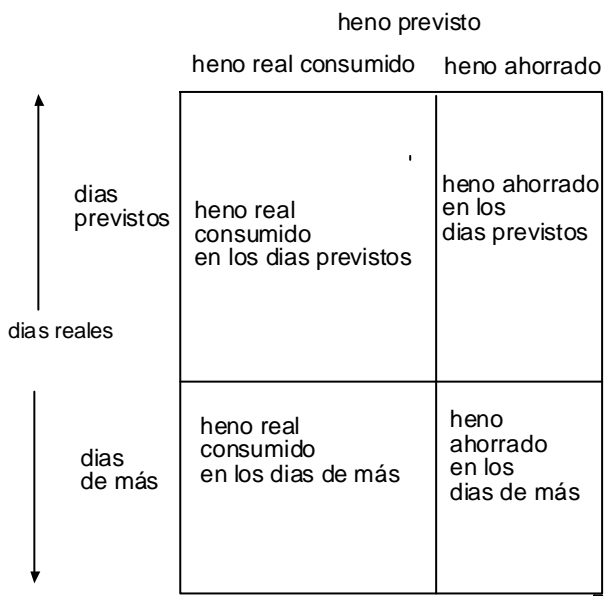 heno previsto
heno real consumido
heno ahorrado
dias
previstos
heno real
consumido
en los dias previstos
heno ahorrado
en los
dias previstos
dias reales
dias
de más
heno real
consumido
en los dias de más
heno
ahorrado
en los
dias de más